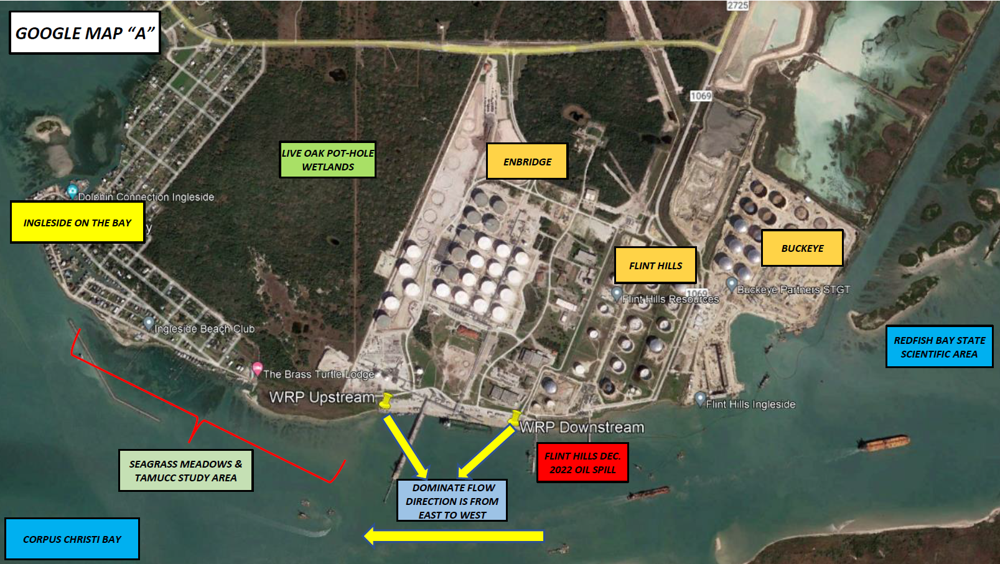 2725
GOOGLE MAP “A”
1069
LIVE OAK POT-HOLE
WETLANDS
ENBRIDGE
Dolphin Connection Ingleside
INGLESIDE ON THE BAY
y
BUCKEYE
FLINT HILLS
1069
Buckeye Partners STGT
Flint Hills Resources
Ingleside Beach Club
REDFISH BAY STATE
SCIENTIFIC AREA
The Brass Turtle Lodge
WRP Upstream
Flint Hills Ingleside
WRP Downstream
FLINT HILLS DEC.
2022 OIL SPILL
SEAGRASS MEADOWS &
TAMUCC STUDY AREA
DOMINATE FLOW
DIRECTION IS FROM
EAST TO WEST
CORPUS CHRISTI BAY